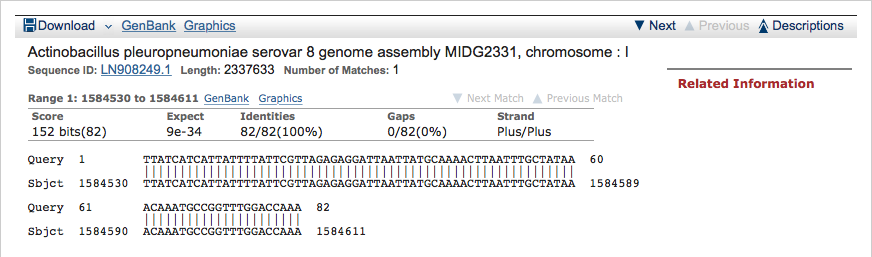 Download GenBank Graphics Next Previous Descriptions
Actinobacillus pleuropneumoniae serovar 8 genome assembly MIDG2331, chromosome : I
Sequence ID: LN908249.1 Length: 2337633 Number of Matches: 1
Related Information
Range 1: 1584530 to 1584611 GenBank Graphics Next Match Previous Match
Score Expect Identities Gaps Strand
152 bits(82) 9e-34 82/82(100%) 0/82(0%) Plus/Plus
Query 1 TTATCATCATTATTTTATTCGTTAGAGAGGATTAATTATGCAAAACTTAATTTGCTATAA 60
Sbjct 1584530 TTATCATCATTATTTTATTCGTTAGAGAGGATTAATTATGCAAAACTTAATTTGCTATAA 1584589
Query 61 ACAAATGCCGGTTTGGACCAAA 82
Sbjct 1584590 ACAAATGCCGGTTTGGACCAAA 1584611